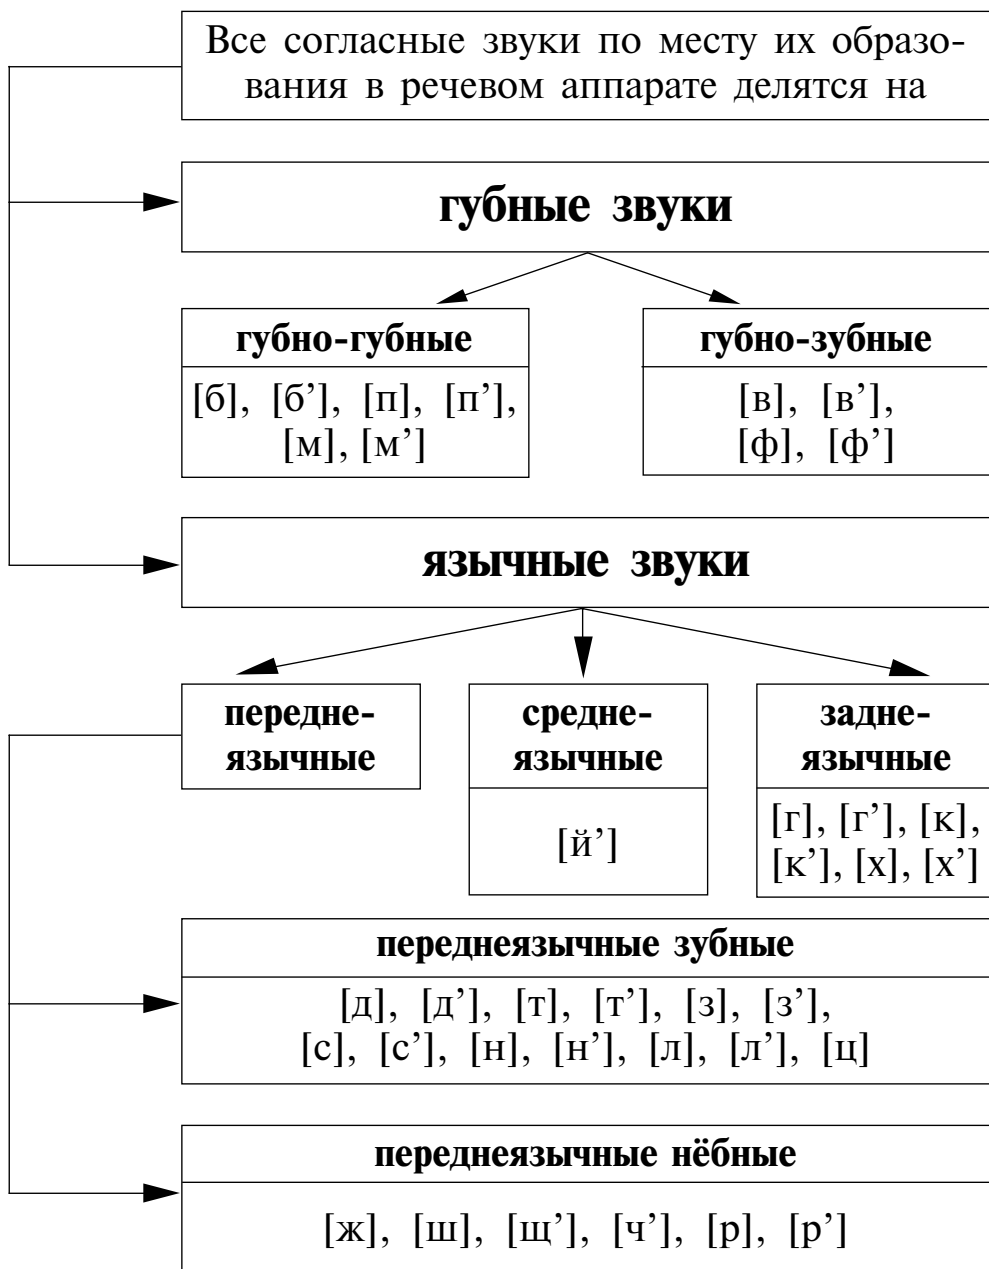 Все согласные звуки по месту их образо-
вания в речевом аппарате делятся на
губные звуки
губно-губные
[б], [б’], [п], [п’],
[м], [м’]
губно-зубные
[в], [в’],
[ф], [ф’]
язычные звуки
передне-
язычные
средне-
язычные
[й’]
задне-
язычные
[г], [г’], [к],
[к’], [х], [х’]
переднеязычные зубные
[д], [д’], [т], [т’], [з], [з’],
[с], [с’], [н], [н’], [л], [л’], [ц]
переднеязычные нёбные
[ж], [ш], [щ’], [ч’], [р], [р’]